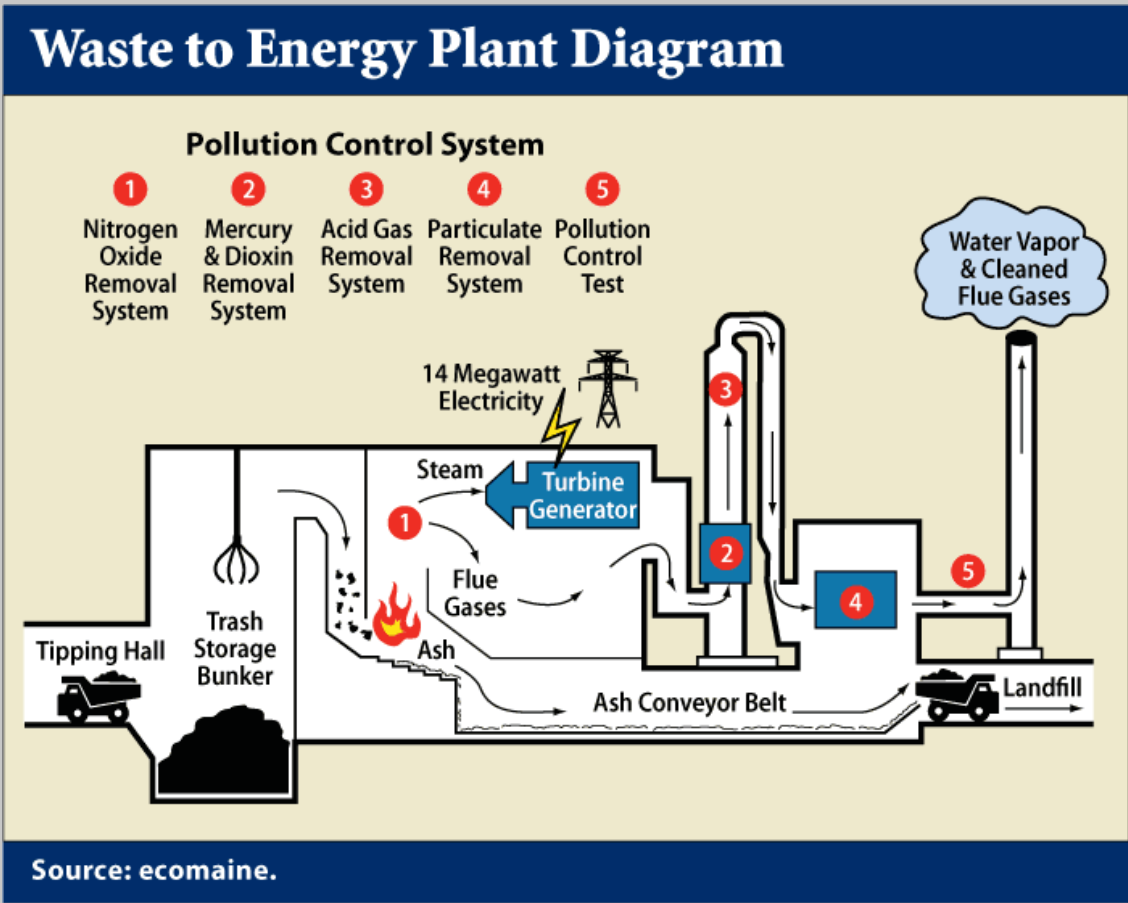 Waste to Energy Plant Diagram
Pollution Control System
1
Nitrogen
Oxide
Removal
System
2
Mercury
& Dioxin
Removal
System
3
Acid Gas
Removal
System
4
Particulate
Removal
System
5
Pollution
Control
Test
Water Vapor
& Cleaned
Flue Gases
14 Megawatt
Electricity
3
Steam
Turbine
Generator
1
2
Flue
Gases
4
5
Tipping Hall
Trash
Storage
Bunker
Ash
Ash Conveyor Belt
Landfill
Source: ecomaine.